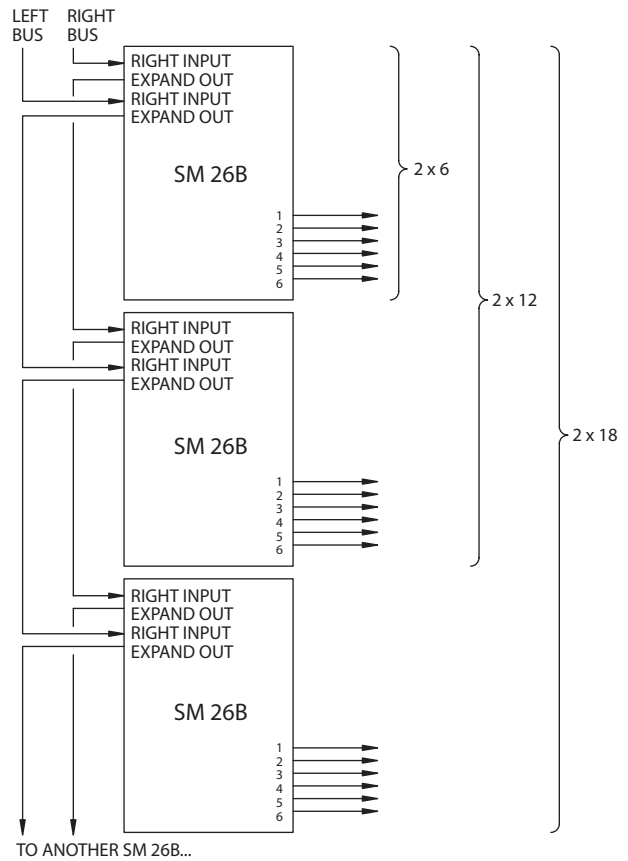 LEFT BUS
RIGHT BUS
RIGHT INPUT
EXPAND OUT
RIGHT INPUT
EXPAND OUT
SM 26B
1
2
3
4
5
6
2 x 6
RIGHT INPUT
EXPAND OUT
RIGHT INPUT
EXPAND OUT
SM 26B
1
2
3
4
5
6
2 x 12
RIGHT INPUT
EXPAND OUT
RIGHT INPUT
EXPAND OUT
SM 26B
1
2
3
4
5
6
2 x 18
TO ANOTHER SM 26B...